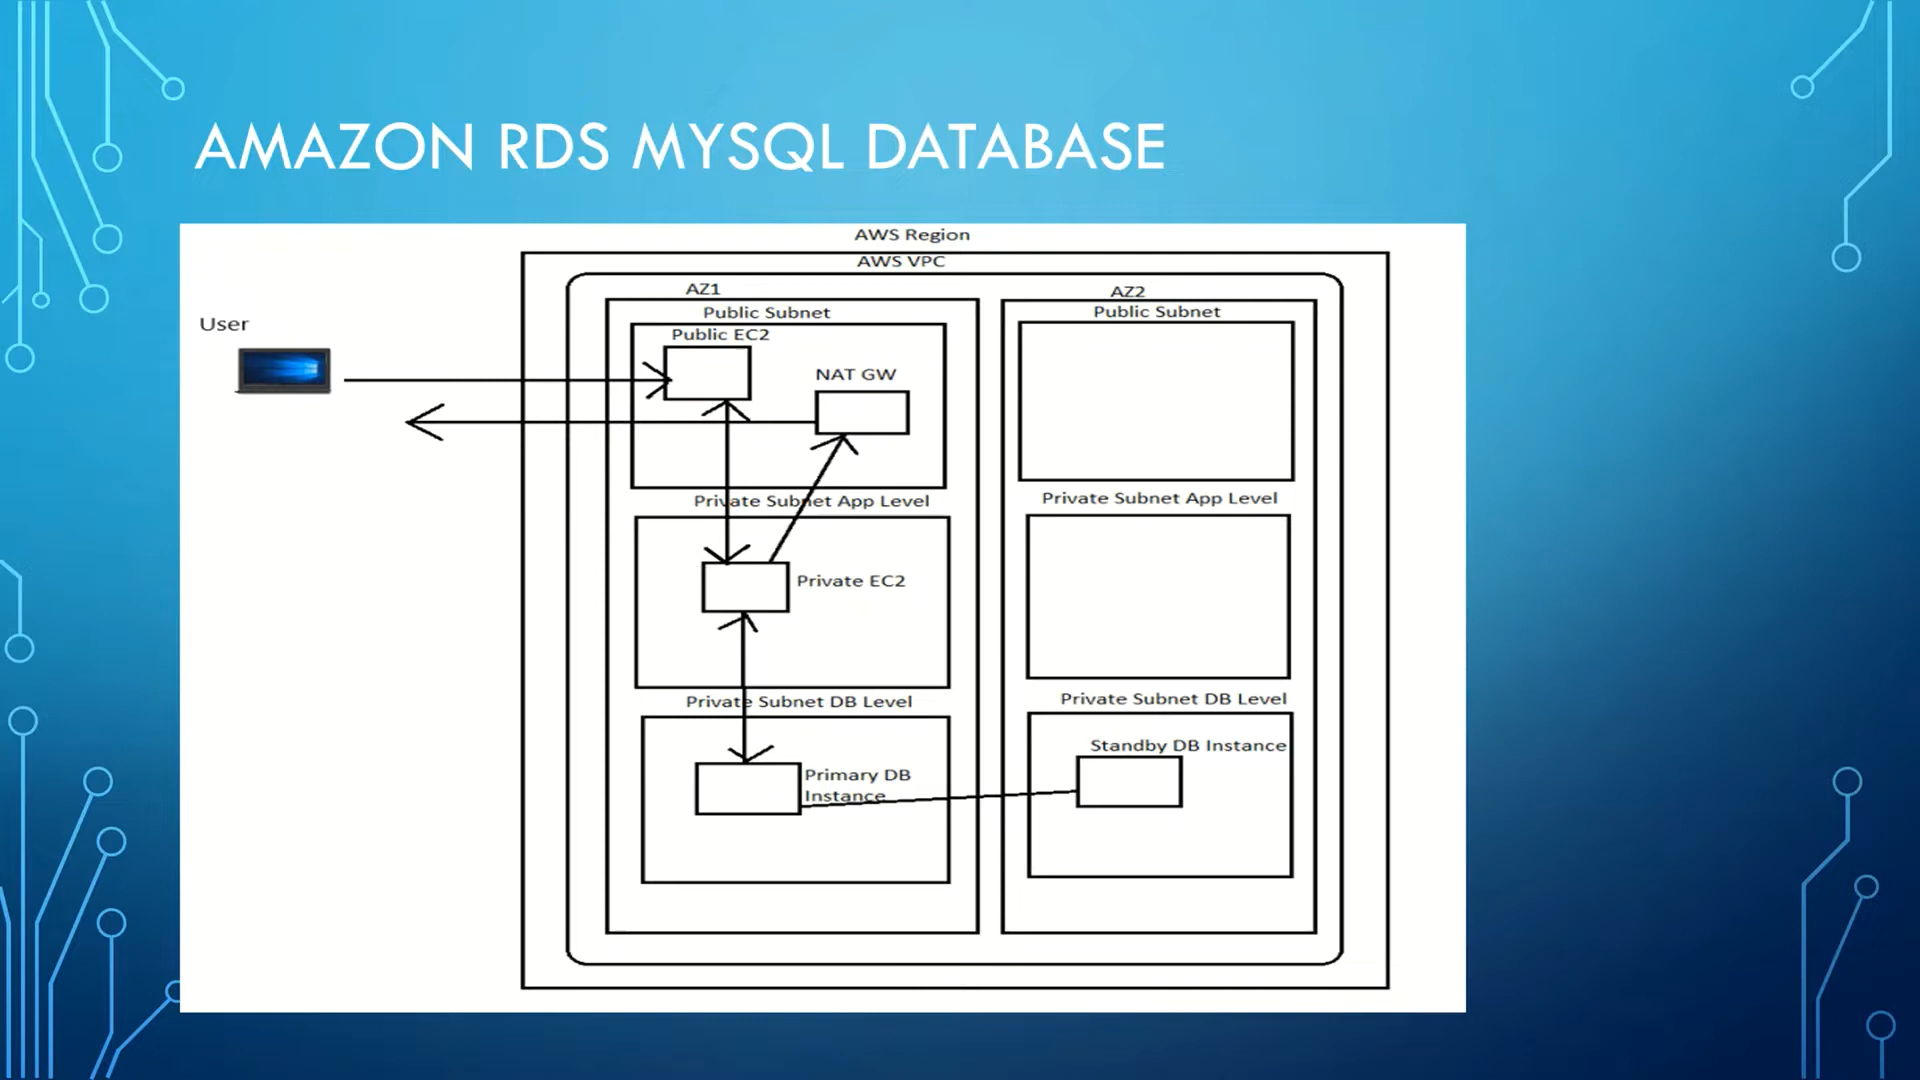 AMAZON RDS MYSQL DATABASE
AWS Region
AWS VPC
User
AZ1
Public Subnet
Public EC2
NAT GW
Private Subnet App Level
Private EC2
Private Subnet DB Level
Primary DB
Instance
AZ2
Public Subnet
Private Subnet App Level
Private Subnet DB Level
Standby DB Instance